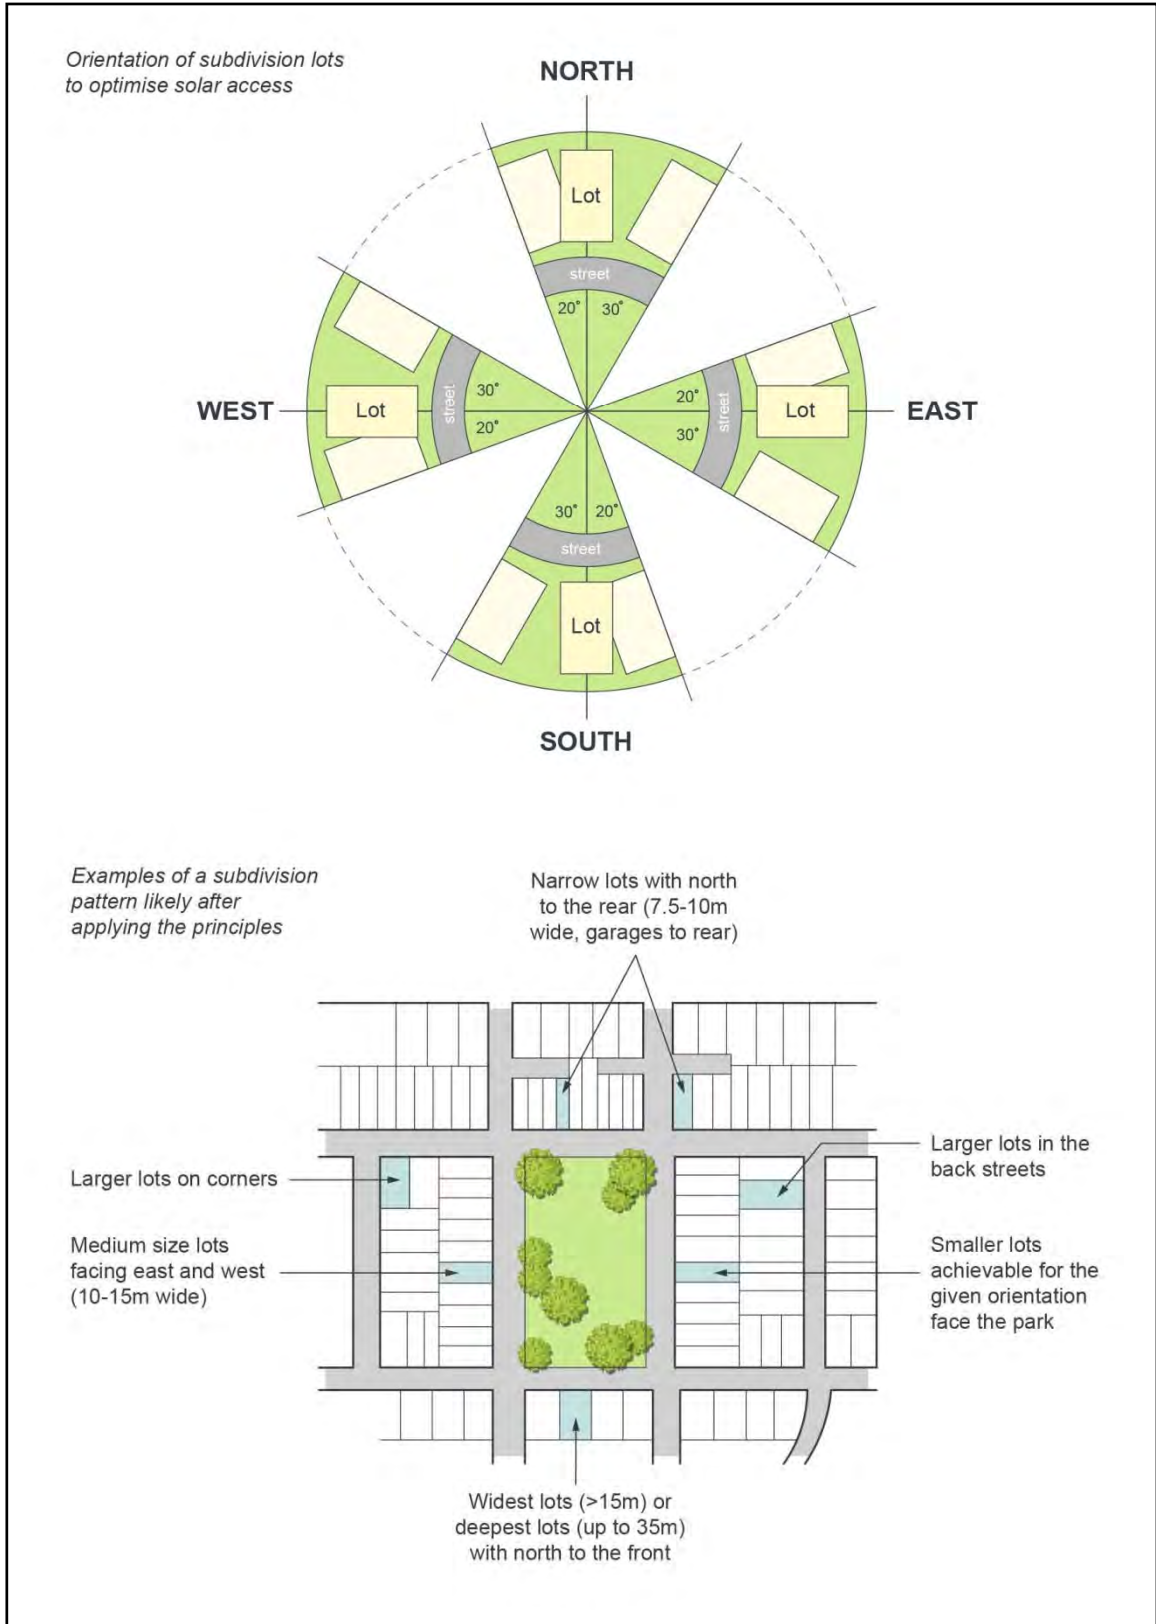 Orientation of subdivision lots
to optimise solar access
NORTH
Lot
street
20°
30°
WEST
30°
Lot
street
20°
20°
street
Lot
EAST
30°
30°
20°
street
Lot
SOUTH
Examples of a subdivision
pattern likely after
applying the principles
Narrow lots with north
to the rear (7.5-10m
wide, garages to rear)
Larger lots on corners
Larger lots in the
back streets
Medium size lots
facing east and west
(10-15m wide)
Smaller lots
achievable for the
given orientation
face the park
Widest lots (>15m) or
deepest lots (up to 35m)
with north to the front